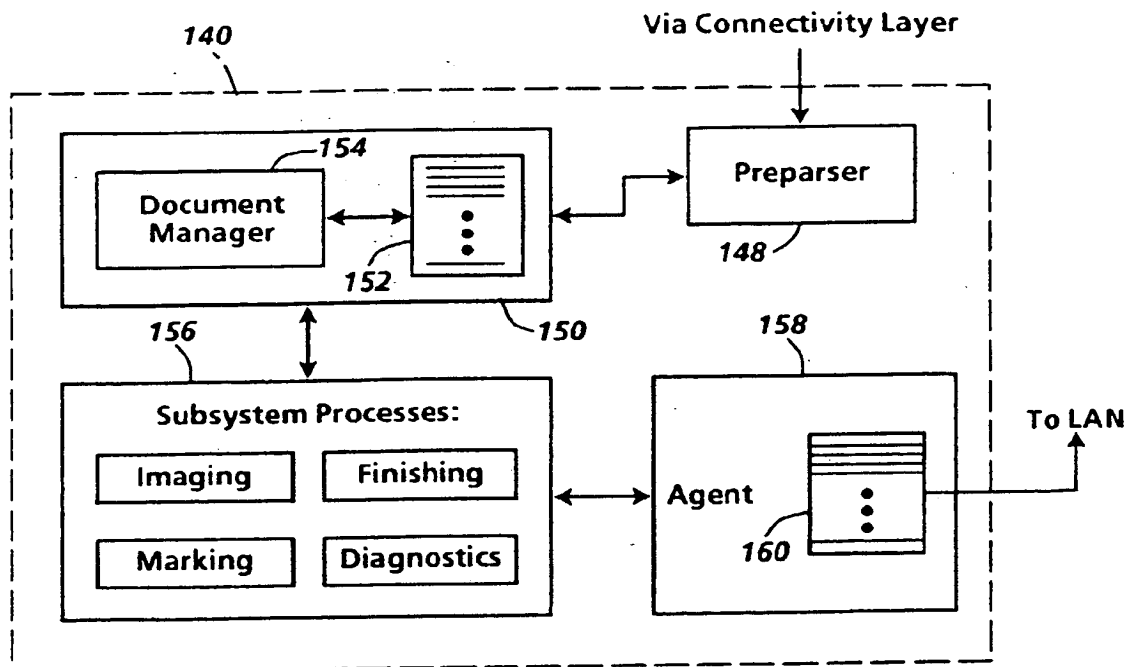 140
Via Connectivity Layer
154
Document
Manager
152
150
Preparser
148
156
Subsystem Processes:
Imaging
Finishing
Marking
Diagnostics
158
Agent
160
To LAN